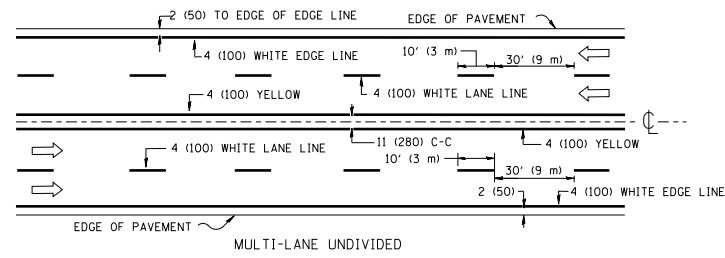 2 (50) TO EDGE OF EDGE LINE
EDGE OF PAVEMENT
4 (100) WHITE EDGE LINE
10' (3 m)
30' (9 m)
4 (100) YELLOW
4 (100) WHITE LANE LINE
CL
4 (100) WHITE LANE LINE
11 (280) C-C
4 (100) YELLOW
10' (3 m)
30' (9 m)
2 (50)
4 (100) WHITE EDGE LINE
EDGE OF PAVEMENT
MULTI-LANE UNDIVIDED